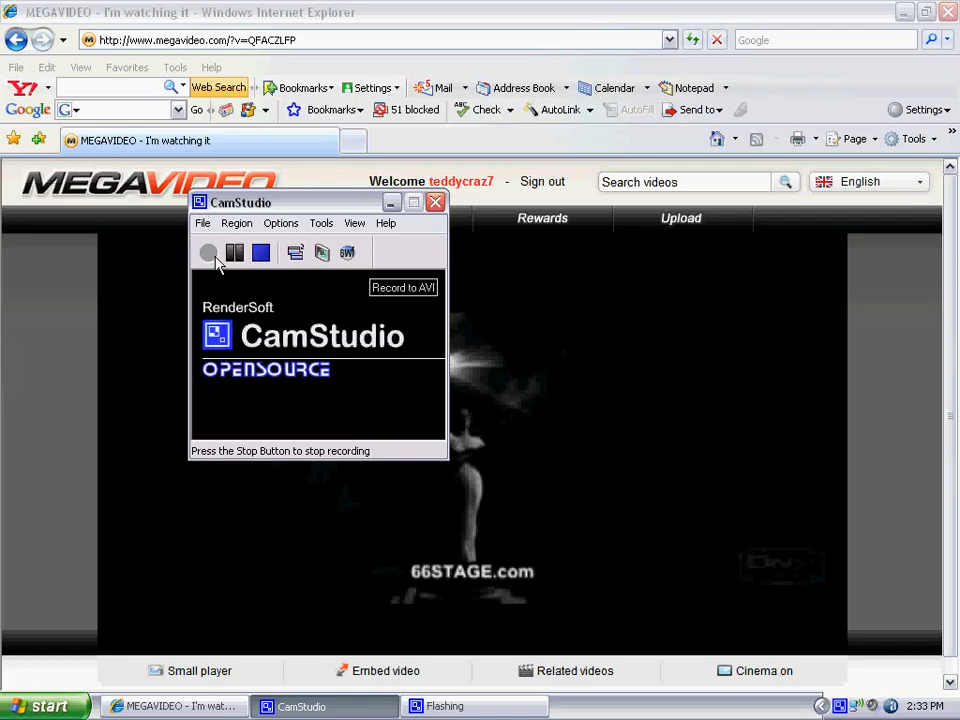 MEGAVIDEO - I'm watching it - Windows Internet Explorer
http://www.megavideo.com/?v=QFACZLFP
Google
File Edit View Favorites Tools Help
Y! Web Search Bookmarks Settings Mail Address Book Calendar Notepad
Google G Go Bookmarks 51 blocked Check AutoLink AutoFill Send to Settings
MEGAVIDEO - I'm watching it Page Tools
MEGAVIDEO Welcome teddycraz7 - Sign out Search videos English
Rewards Upload
CamStudio
File Region Options Tools View Help
Record to AVI
RenderSoft
CamStudio
OPENSOURCE
Press the Stop Button to stop recording
66STAGE.com
Small player Embed video Related videos Cinema on
start MEGAVIDEO - I'm wat... CamStudio Flashing 2:33 PM